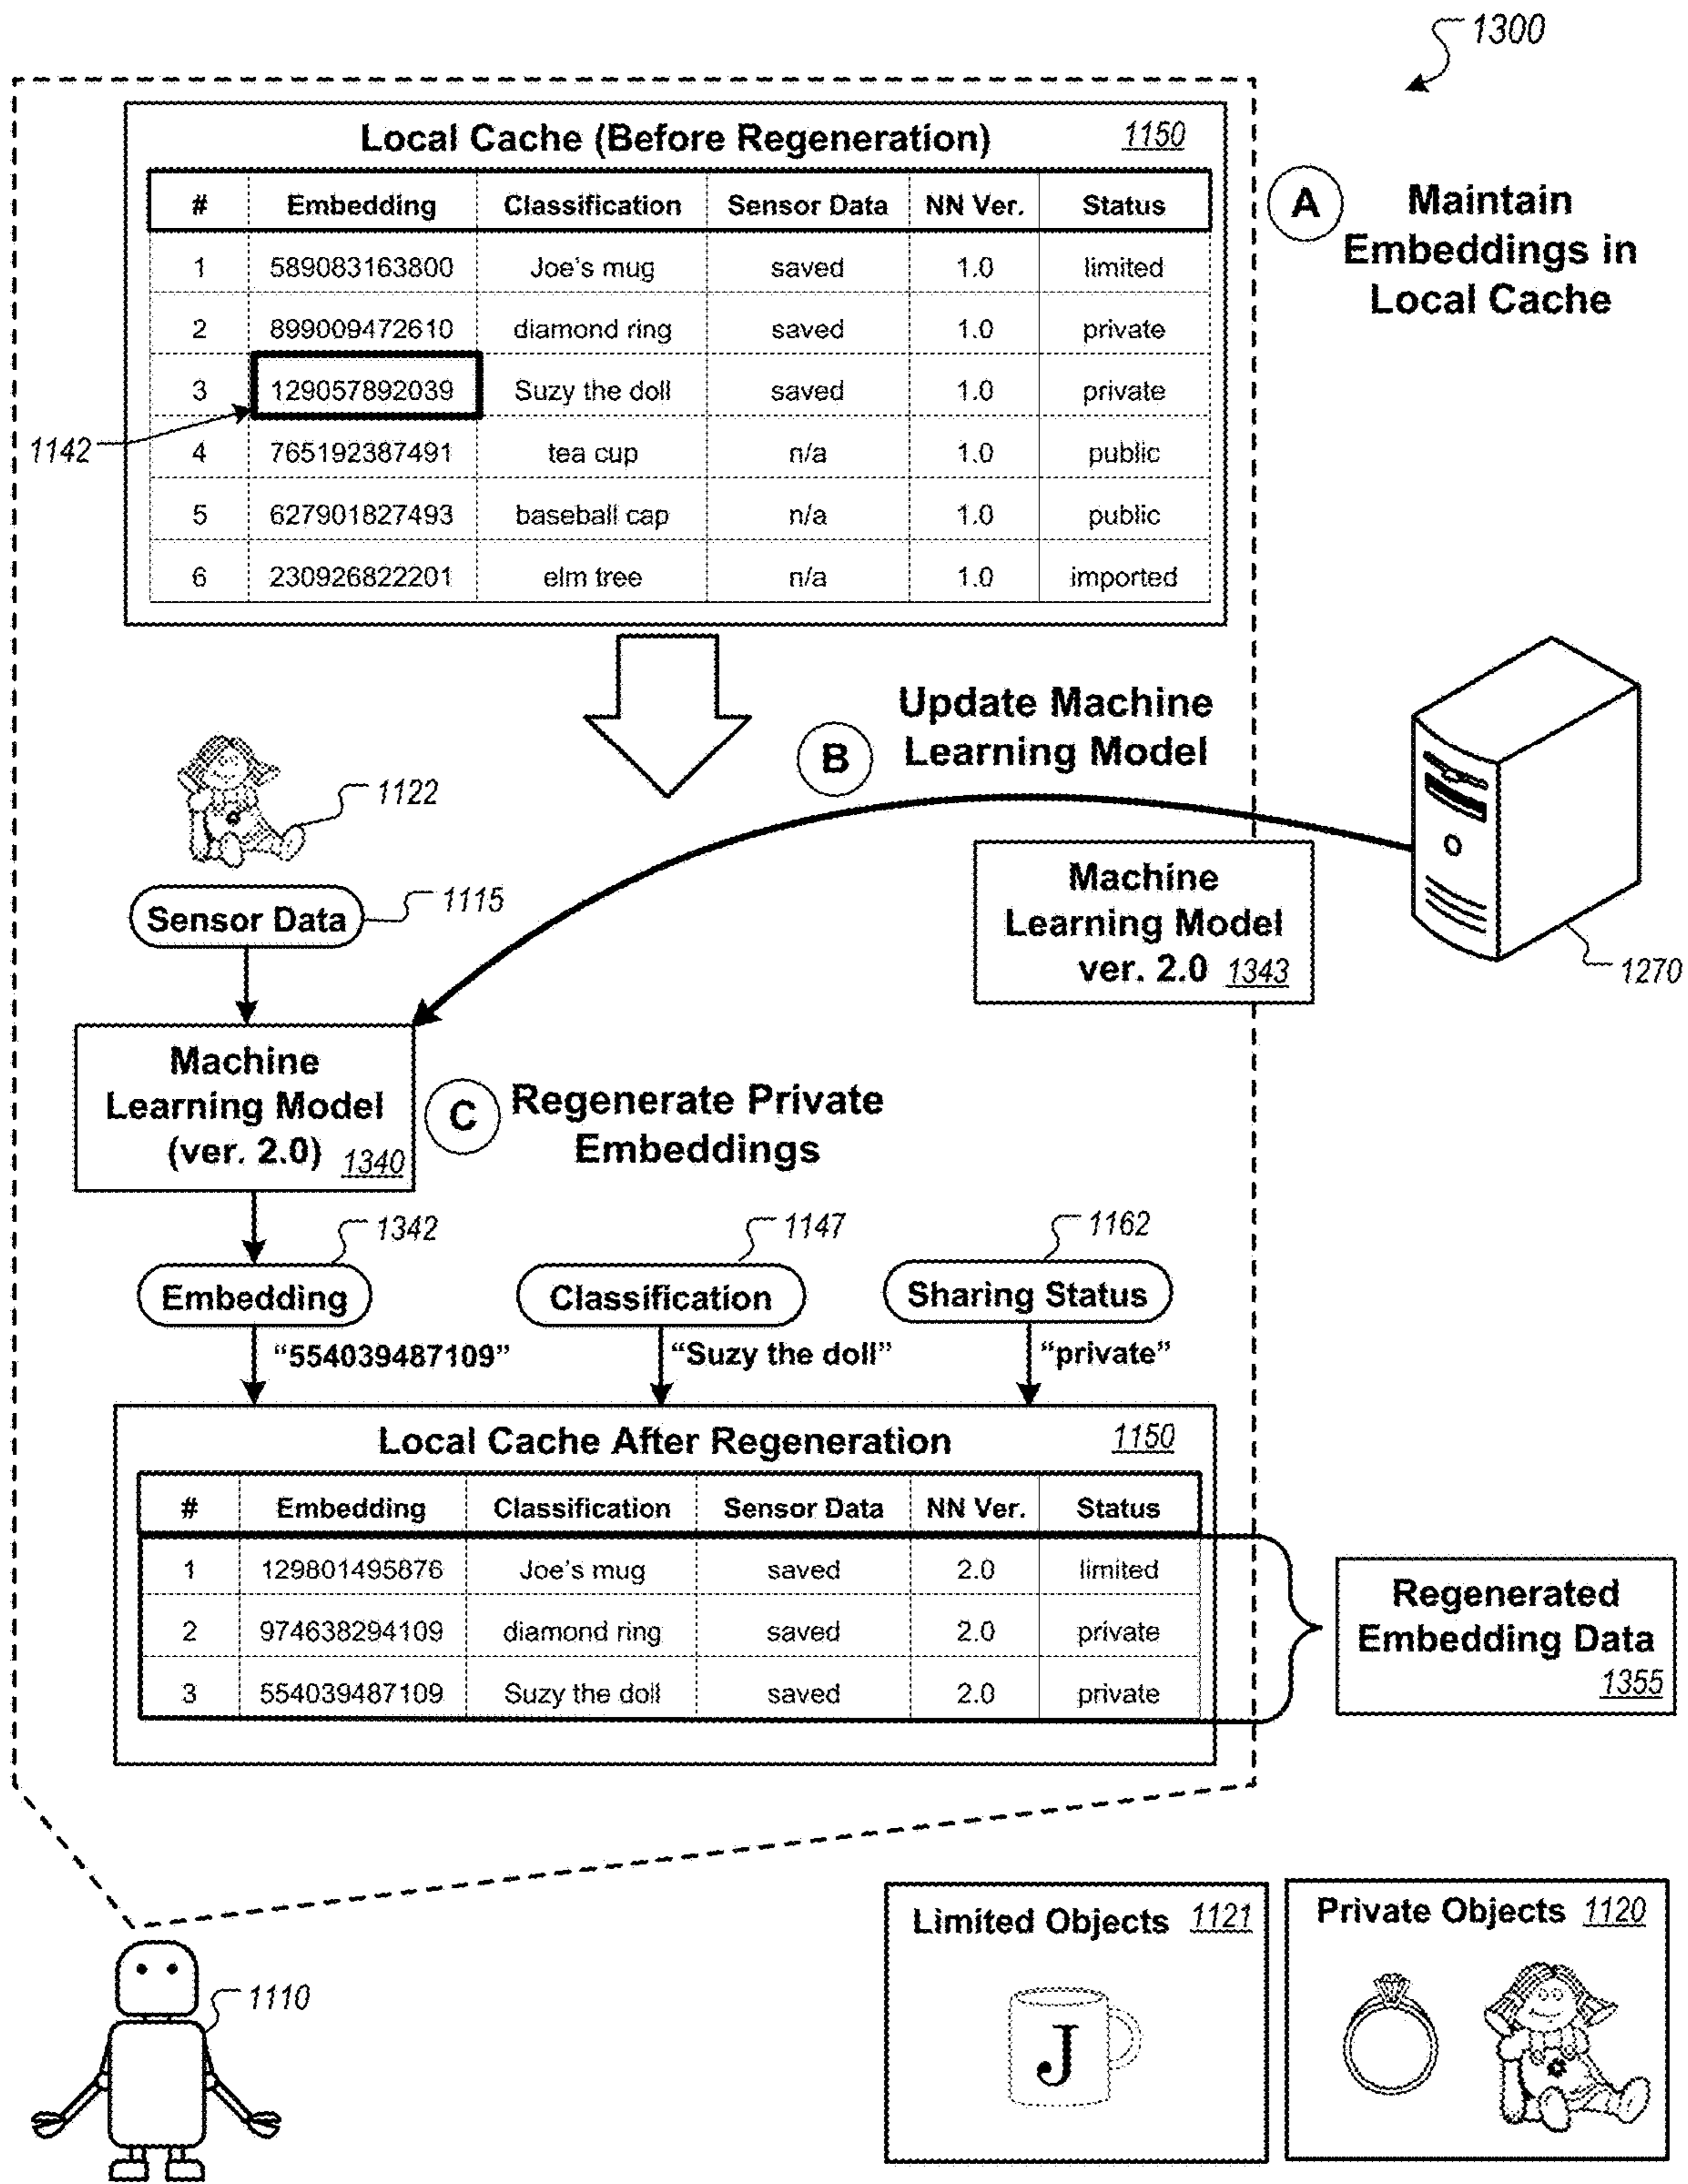 1300
Local Cache (Before Regeneration) 1150
# Embedding Classification Sensor Data NN Ver. Status
1 589083163800 Joe's mug saved 1.0 limited
2 899009472610 diamond ring saved 1.0 private
3 129057892039 Suzy the doll saved 1.0 private
4 765192387491 tea cup n/a 1.0 public
5 627901827493 baseball cap n/a 1.0 public
6 230926822201 elm tree n/a 1.0 imported
1142
A Maintain
Embeddings in
Local Cache
B Update Machine
Learning Model
1122
Sensor Data 1115
Machine
Learning Model
ver. 2.0 1343
1270
Machine
Learning Model
(ver. 2.0) 1340
C Regenerate Private
Embeddings
1342 1147 1162
Embedding Classification Sharing Status
“554039487109” “Suzy the doll” “private”
Local Cache After Regeneration 1150
# Embedding Classification Sensor Data NN Ver. Status
1 129801495876 Joe's mug saved 2.0 limited
2 974638294109 diamond ring saved 2.0 private
3 554039487109 Suzy the doll saved 2.0 private
Regenerated
Embedding Data
1355
1110
Limited Objects 1121
J
Private Objects 1120